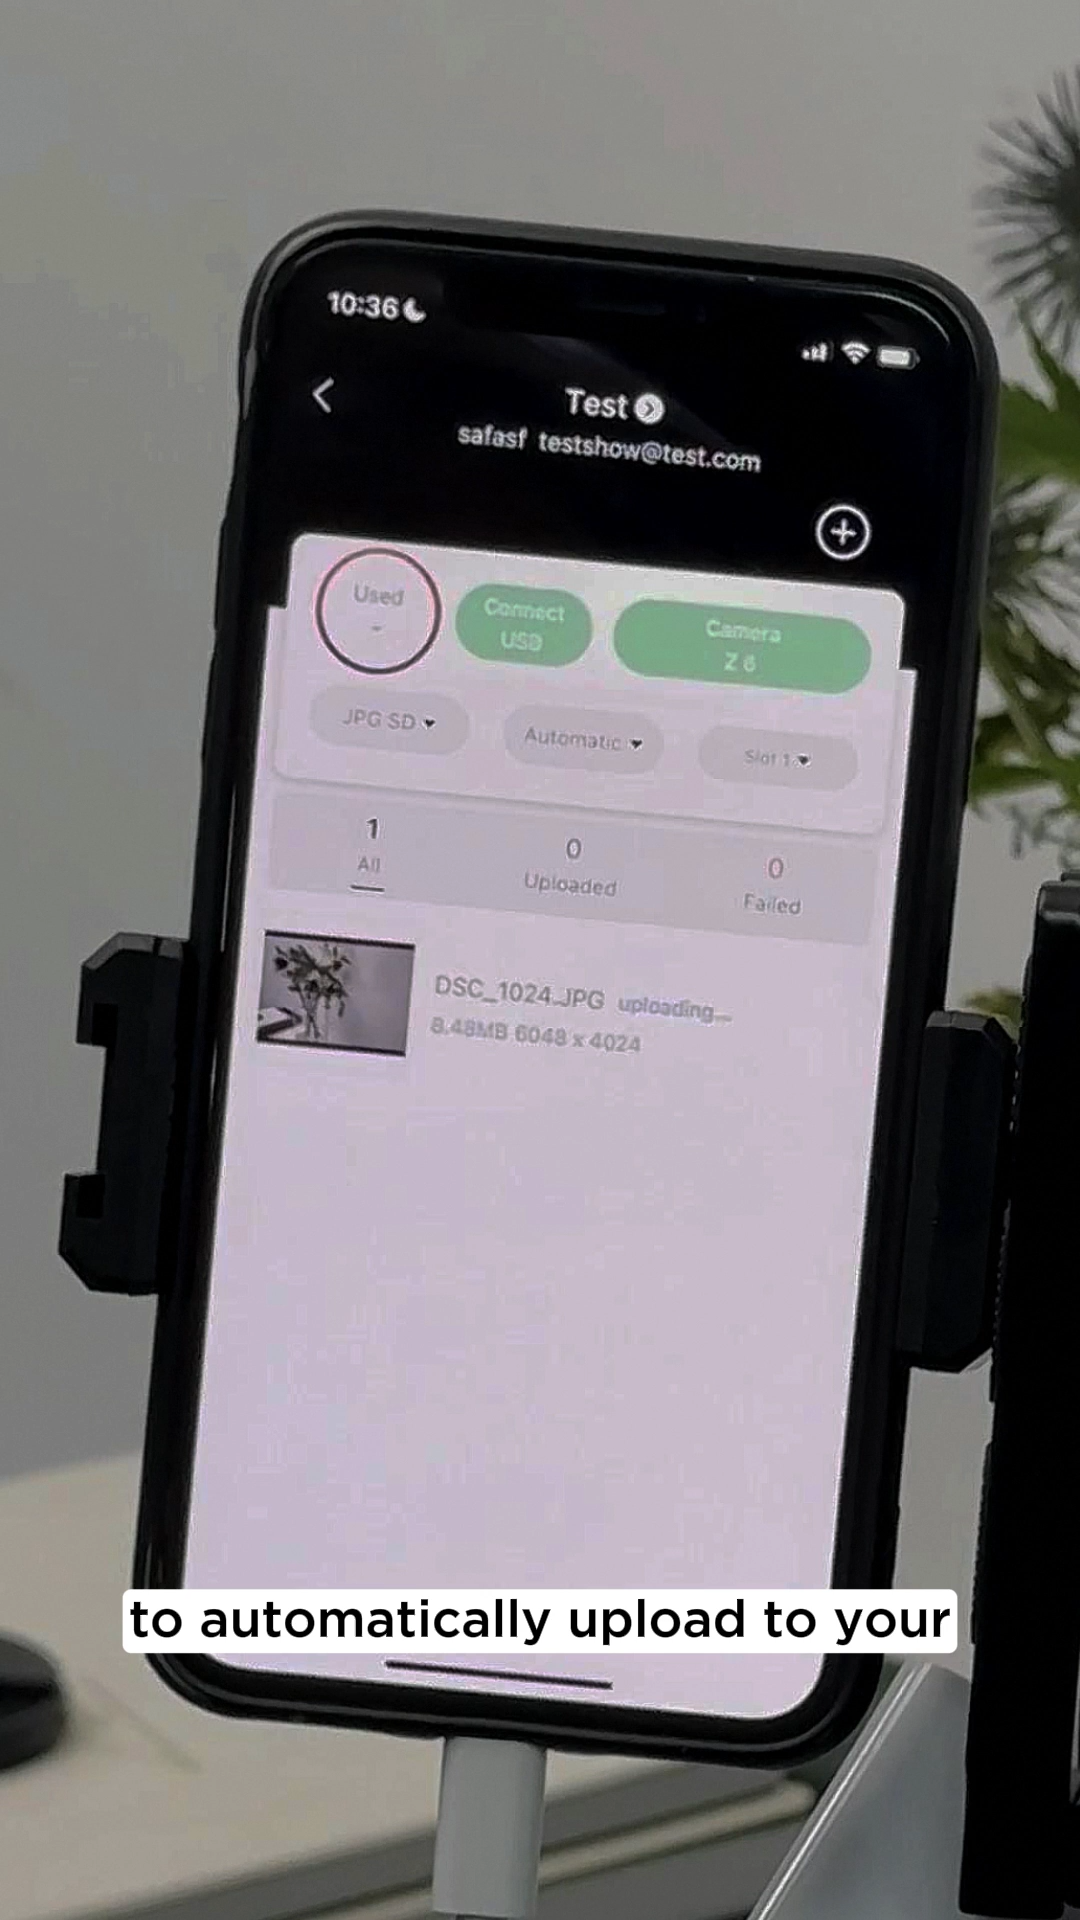 10:36
Test
safasf testshow@test.com
Used
-
Connect
USB
Camera
Z 6
JPG SD
Automatic
Slot 1
1
All
0
Uploaded
0
Failed
DSC_1024.JPG uploading...
8.48MB 6048 x 4024
to automatically upload to your